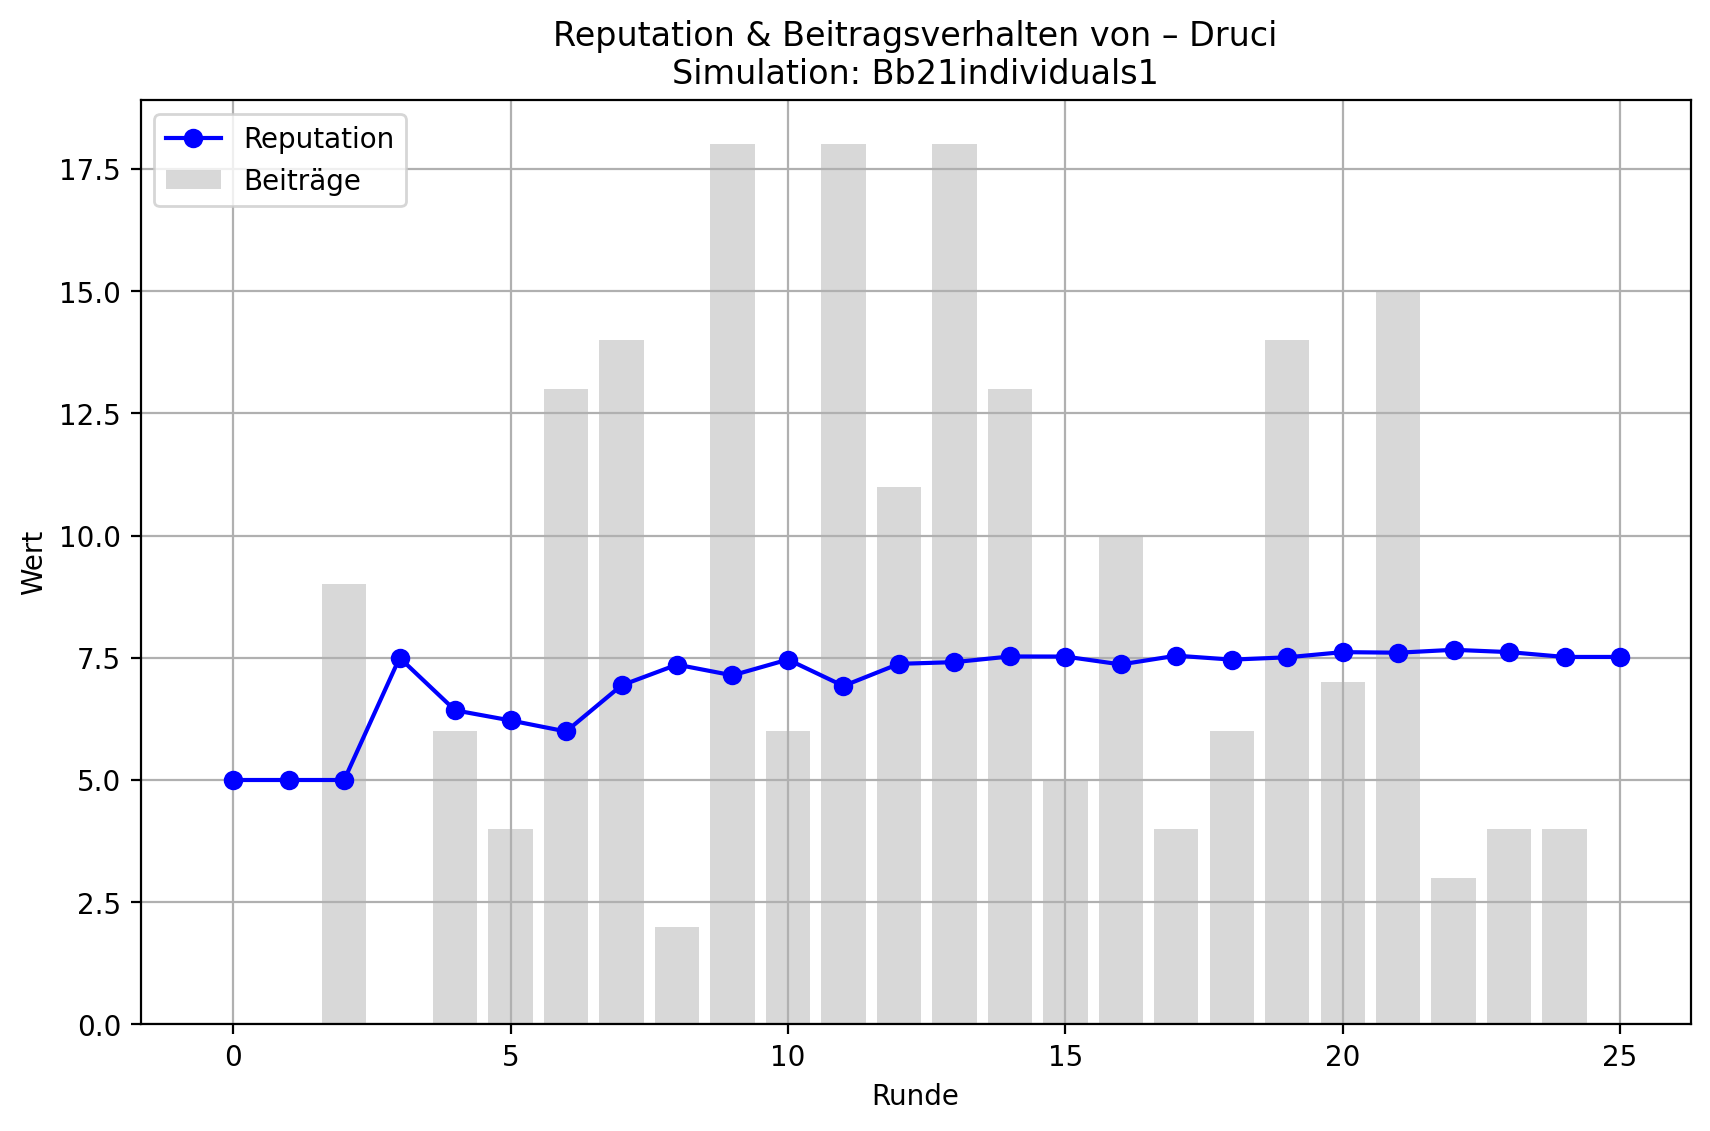 Reputation & Beitragsverhalten von – Druci
Simulation: Bb21individuals1
Reputation
Beiträge
17.5
15.0
12.5
10.0
7.5
5.0
2.5
0.0
Wert
0 5 10 15 20 25
Runde